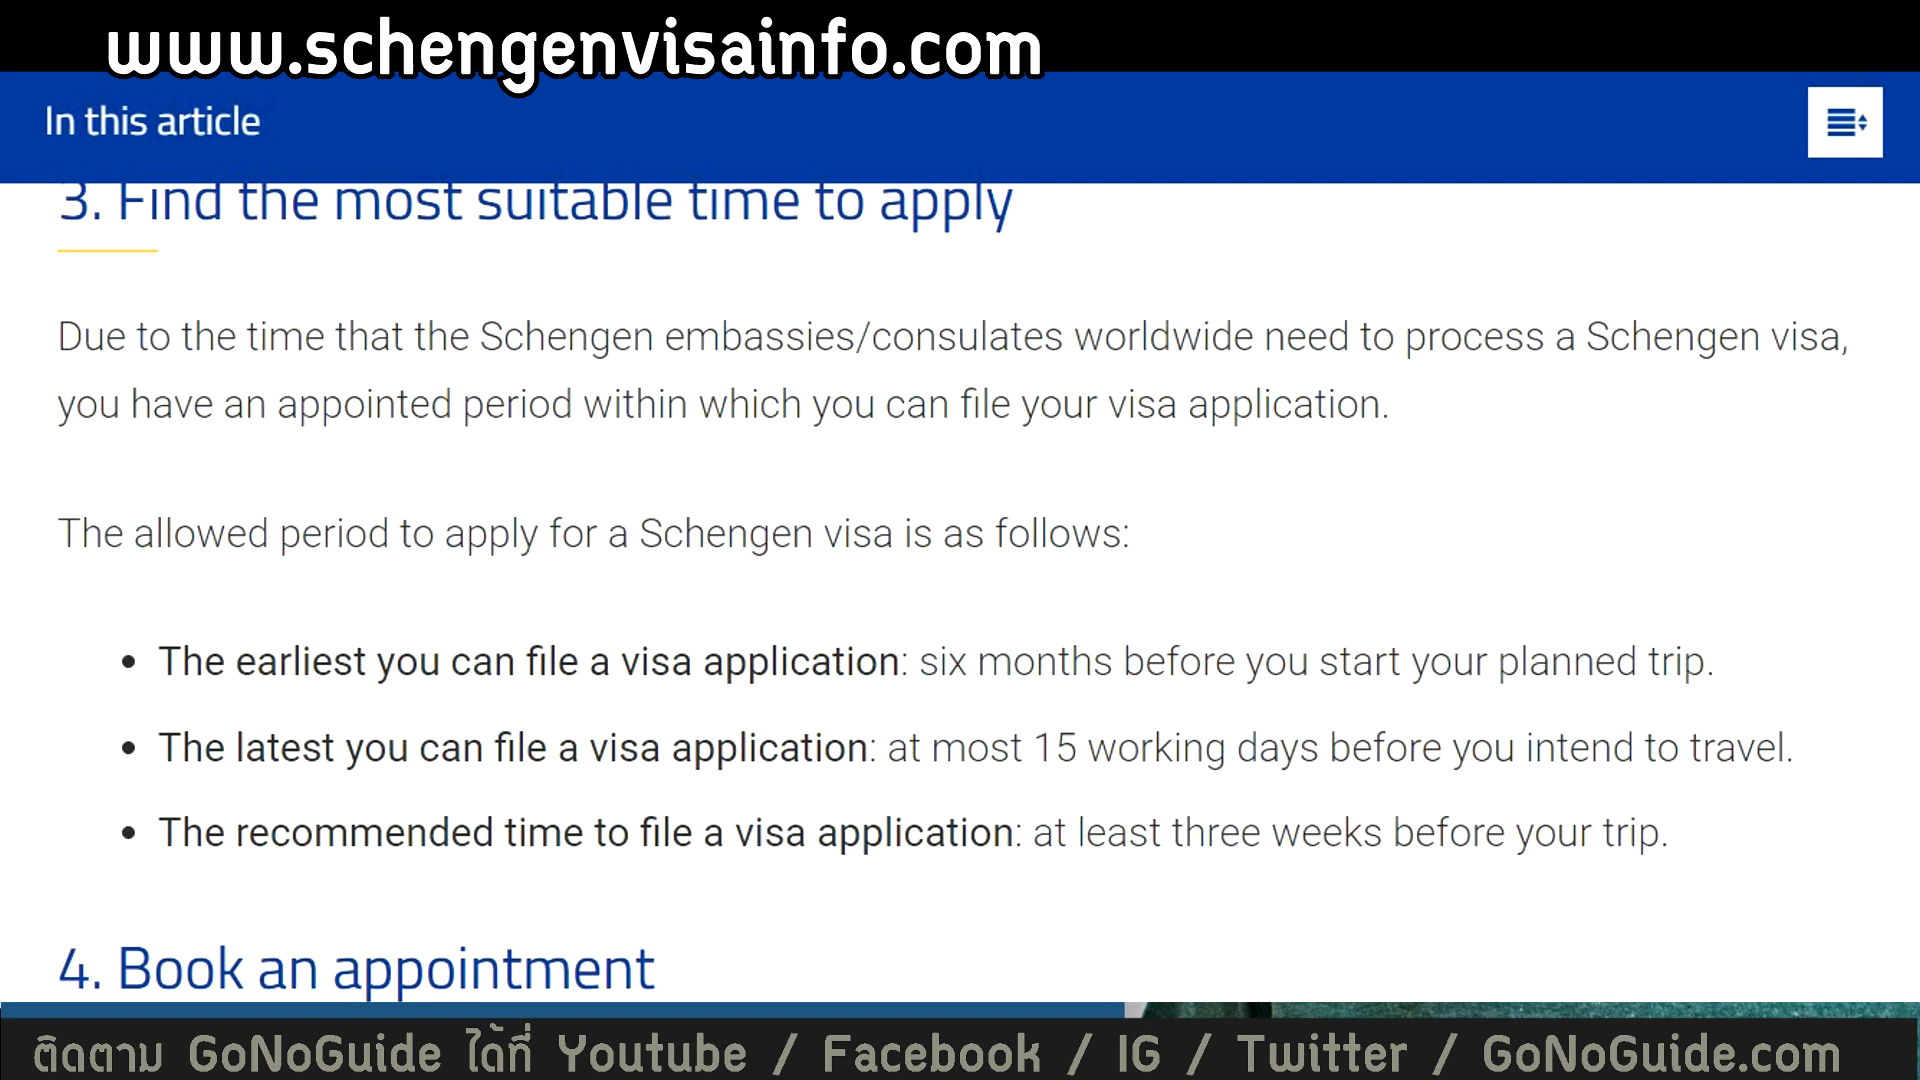 www.schengenvisainfo.com
In this article
3. Find the most suitable time to apply
Due to the time that the Schengen embassies/consulates worldwide need to process a Schengen visa,
you have an appointed period within which you can file your visa application.
The allowed period to apply for a Schengen visa is as follows:
• The earliest you can file a visa application: six months before you start your planned trip.
• The latest you can file a visa application: at most 15 working days before you intend to travel.
• The recommended time to file a visa application: at least three weeks before your trip.
4. Book an appointment
ติดตาม GoNoGuide ได้ที่ Youtube / Facebook / IG / Twitter / GoNoGuide.com